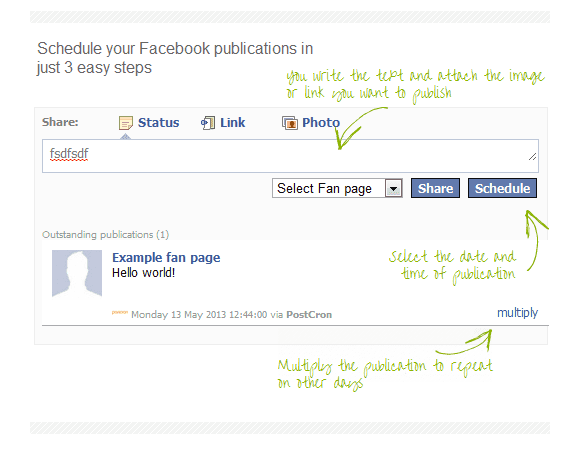 Schedule your Facebook publications in
just 3 easy steps
you write the text and attach the image
or link you want to publish
Share: Status Link Photo
fsdfsdf
Select Fan page Share Schedule
Outstanding publications (1)
Example fan page
Hello world!
Select the date and
time of publication
Monday 13 May 2013 12:44:00 via PostCron
multiply
Multiply the publication to repeat
on other days